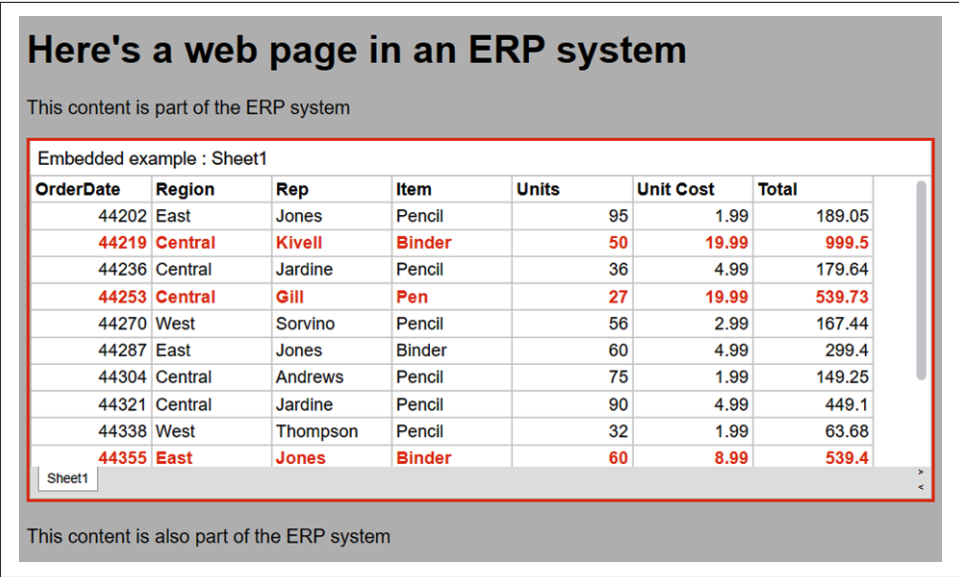 Here's a web page in an ERP system
This content is part of the ERP system
Embedded example : Sheet1
OrderDate Region Rep Item Units Unit Cost Total
44202 East Jones Pencil 95 1.99 189.05
44219 Central Kivell Binder 50 19.99 999.5
44236 Central Jardine Pencil 36 4.99 179.64
44253 Central Gill Pen 27 19.99 539.73
44270 West Sorvino Pencil 56 2.99 167.44
44287 East Jones Binder 60 4.99 299.4
44304 Central Andrews Pencil 75 1.99 149.25
44321 Central Jardine Pencil 90 4.99 449.1
44338 West Thompson Pencil 32 1.99 63.68
44355 East Jones Binder 60 8.99 539.4
Sheet1
This content is also part of the ERP system